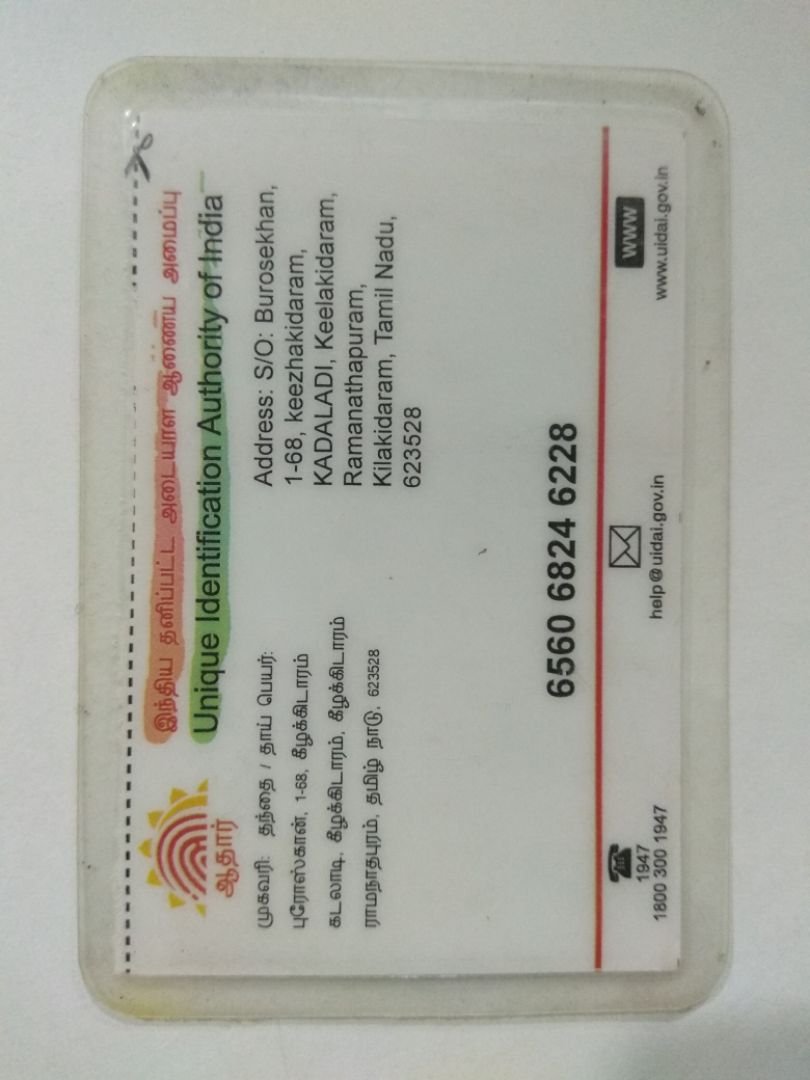 இந்திய தனிப்பட்ட அடையாள ஆணைய அமைப்பு
Unique Identification Authority of India
ஆதார்
முகவரி: தந்தை / தாய் பெயர்:
புரோஸ்கான், 1-68, கீழக்கிடாரம்
கடலாடி, கீழக்கிடாரம், கீழக்கிடாரம்
ராமநாதபுரம், தமிழ் நாடு, 623528
Address: S/O: Burosekhan,
1-68, keezhakidaram,
KADALADI, Keelakidaram,
Ramanathapuram,
Kilakidaram, Tamil Nadu,
623528
6560 6824 6228
1947
1800 300 1947
help@uidai.gov.in
www
www.uidai.gov.in